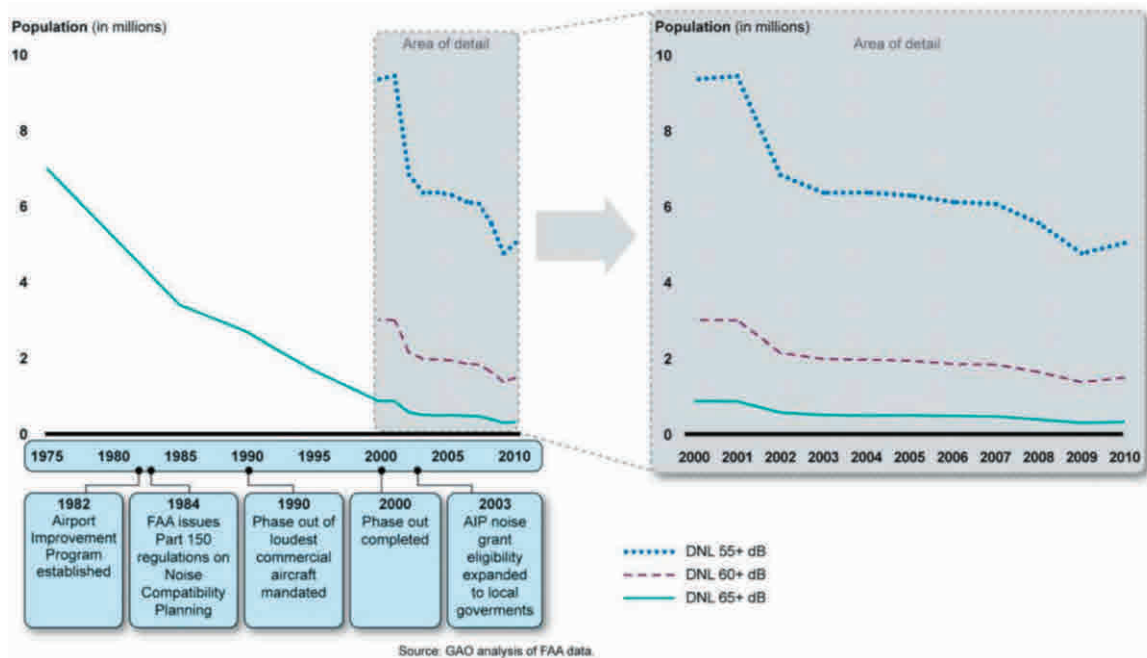 Population (in millions)
Area of detail
10
8
6
4
2
0
1975 1980 1985 1990 1995 2000 2005 2010
Population (in millions)
Area of detail
10
8
6
4
2
0
2000 2001 2002 2003 2004 2005 2006 2007 2008 2009 2010
1982
Airport
Improvement
Program
established
1984
FAA issues
Part 150
regulations on
Noise
Compatibility
Planning
1990
Phase out of
loudest
commercial
aircraft
mandated
2000
Phase out
completed
2003
AIP noise
grant
eligibility
expanded
to local
goverments
DNL 55+ dB
DNL 60+ dB
DNL 65+ dB
Source: GAO analysis of FAA data.